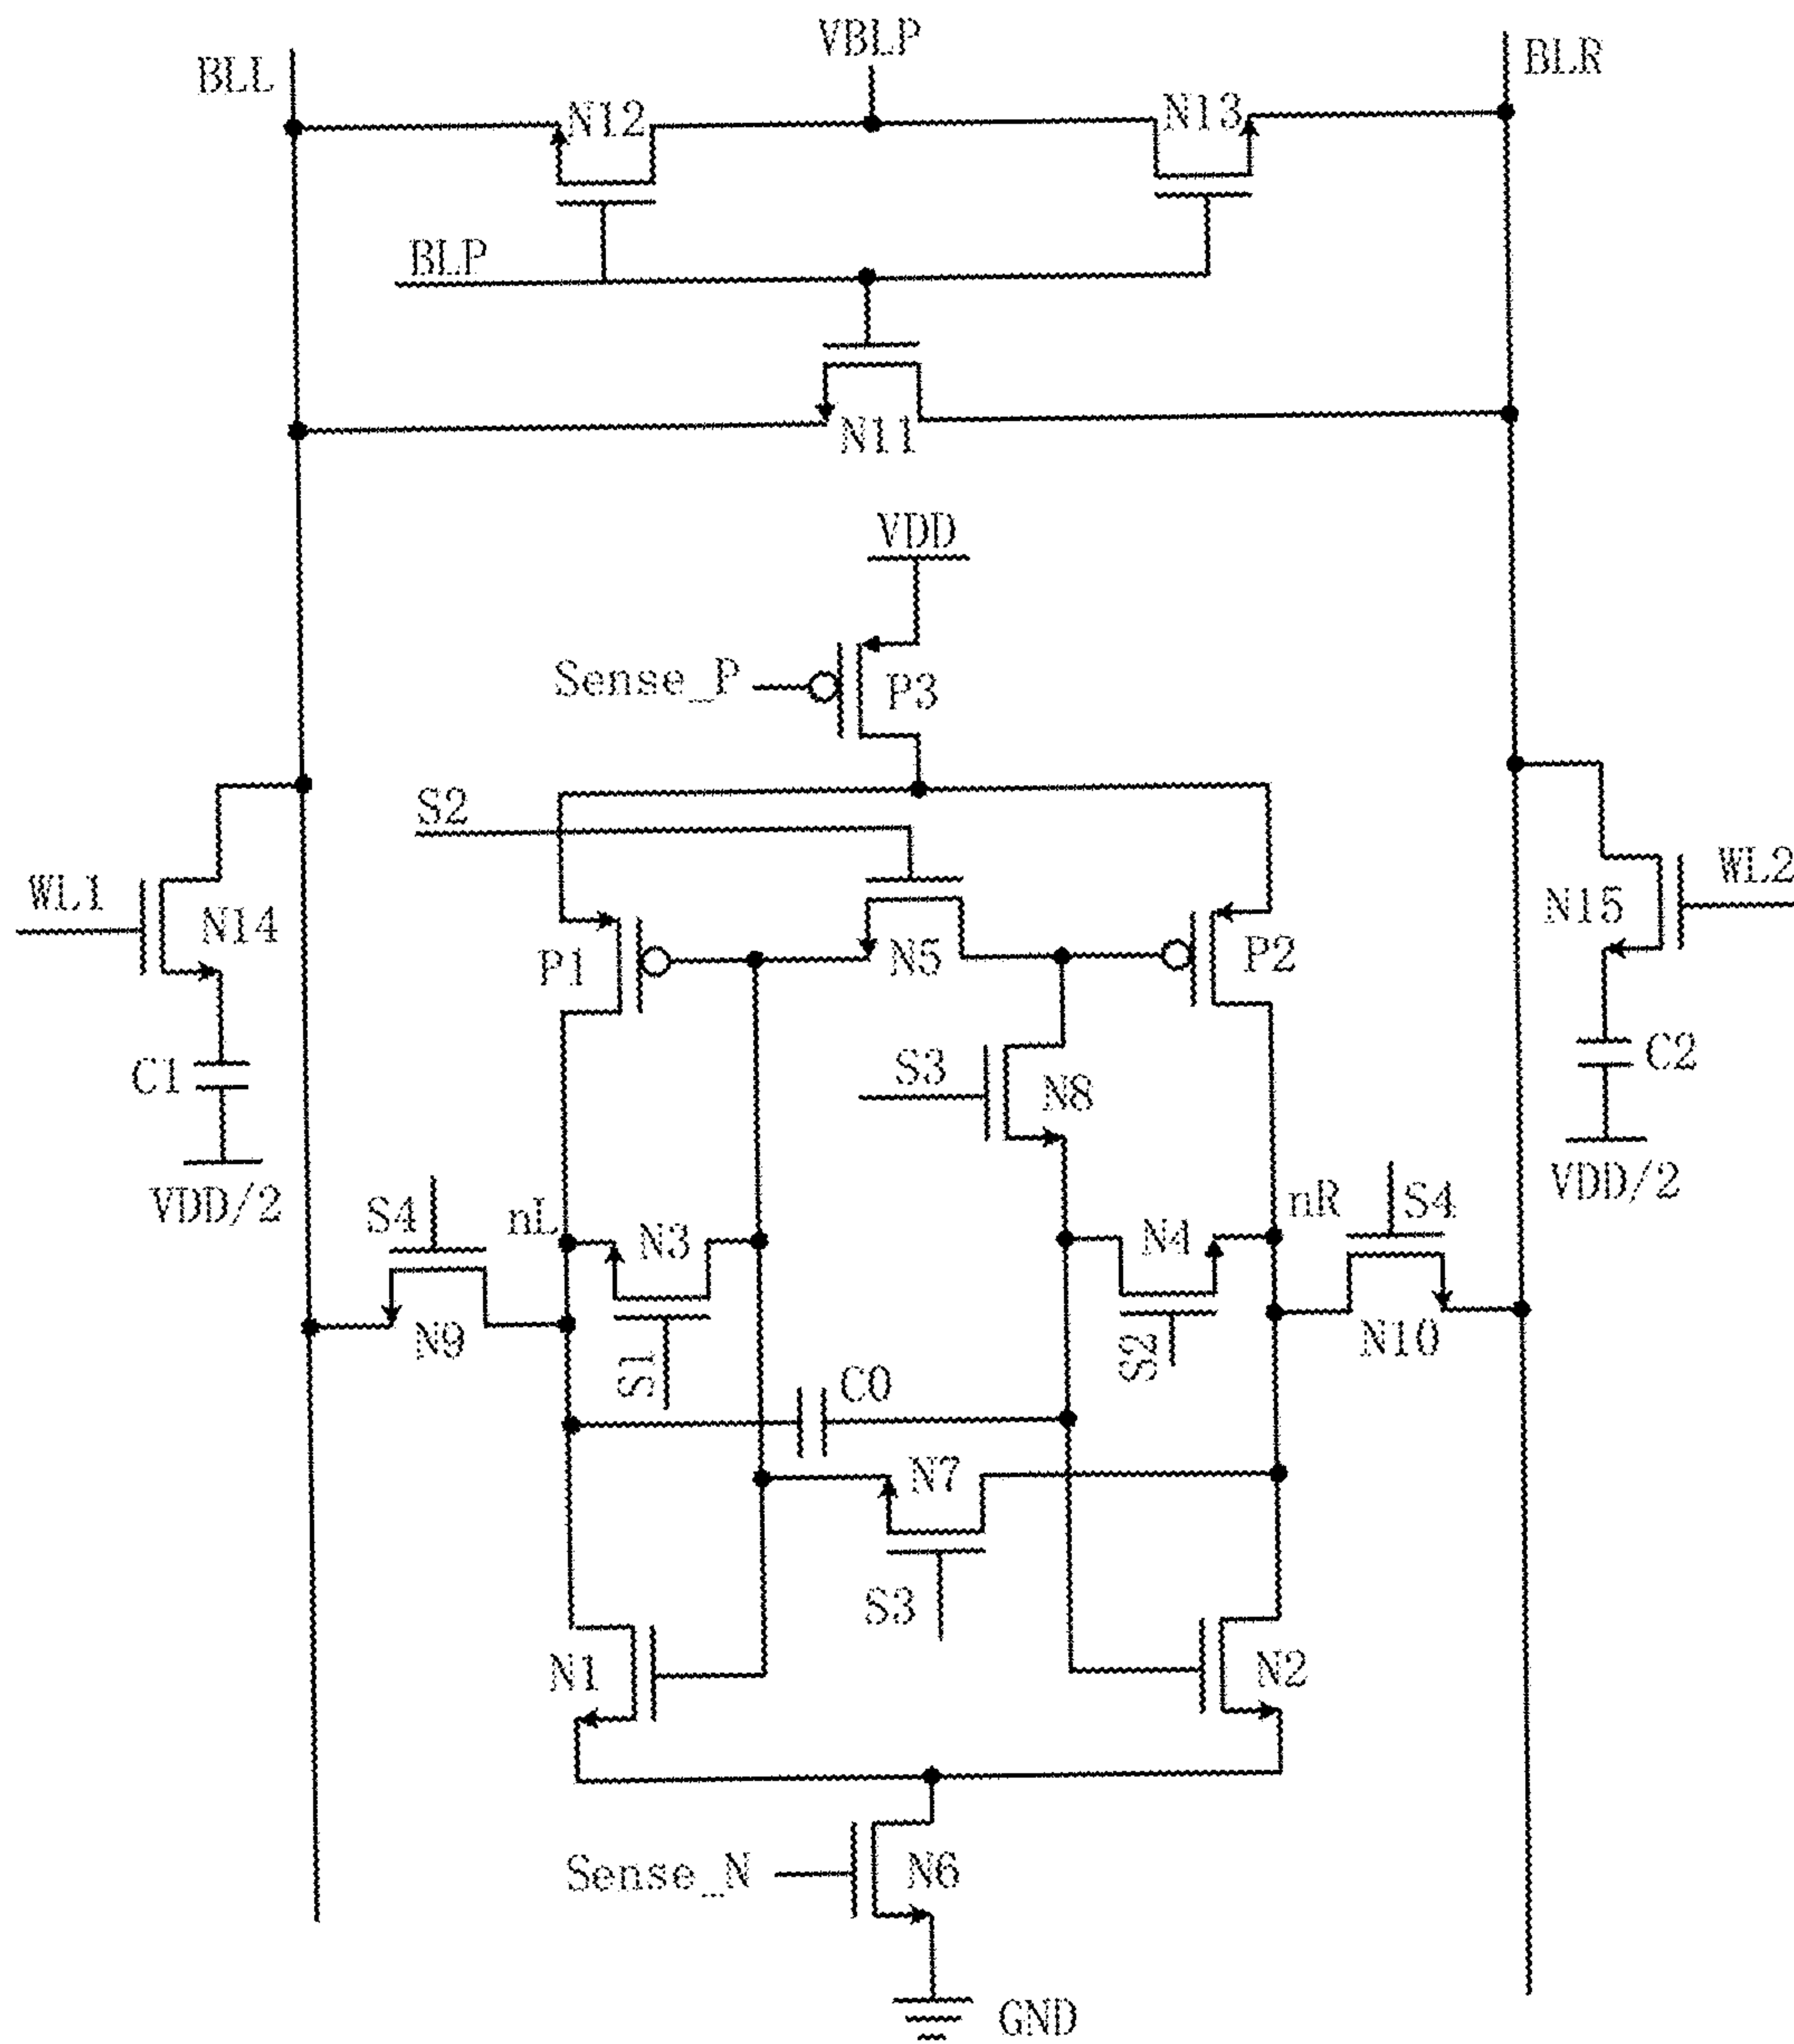 VBLP
BLL
BLR
N12
N13
BLP
N11
VDD
Sense_P
P3
S2
WL1
N14
WL2
N15
P1
N5
P2
C1
S3
N8
C2
VDD/2
VDD/2
S4
nL
N3
N4
nR
S4
N9
S1
S2
N10
C0
N7
S3
N1
N2
Sense_N
N6
GND